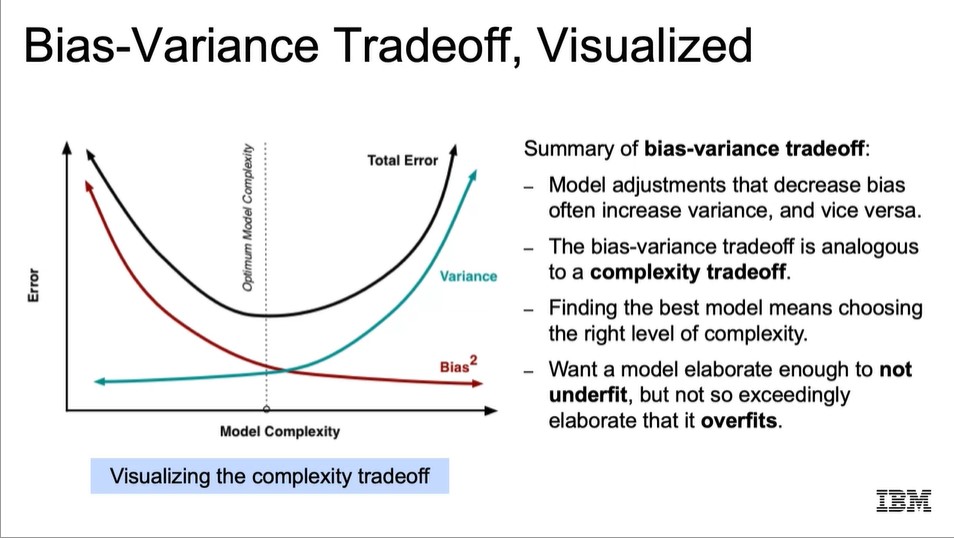 Bias-Variance Tradeoff, Visualized
Optimum Model Complexity
Total Error
Variance
Bias²
Error
Model Complexity
Visualizing the complexity tradeoff
Summary of bias-variance tradeoff:
– Model adjustments that decrease bias
often increase variance, and vice versa.
– The bias-variance tradeoff is analogous
to a complexity tradeoff.
– Finding the best model means choosing
the right level of complexity.
– Want a model elaborate enough to not
underfit, but not so exceedingly
elaborate that it overfits.
IBM